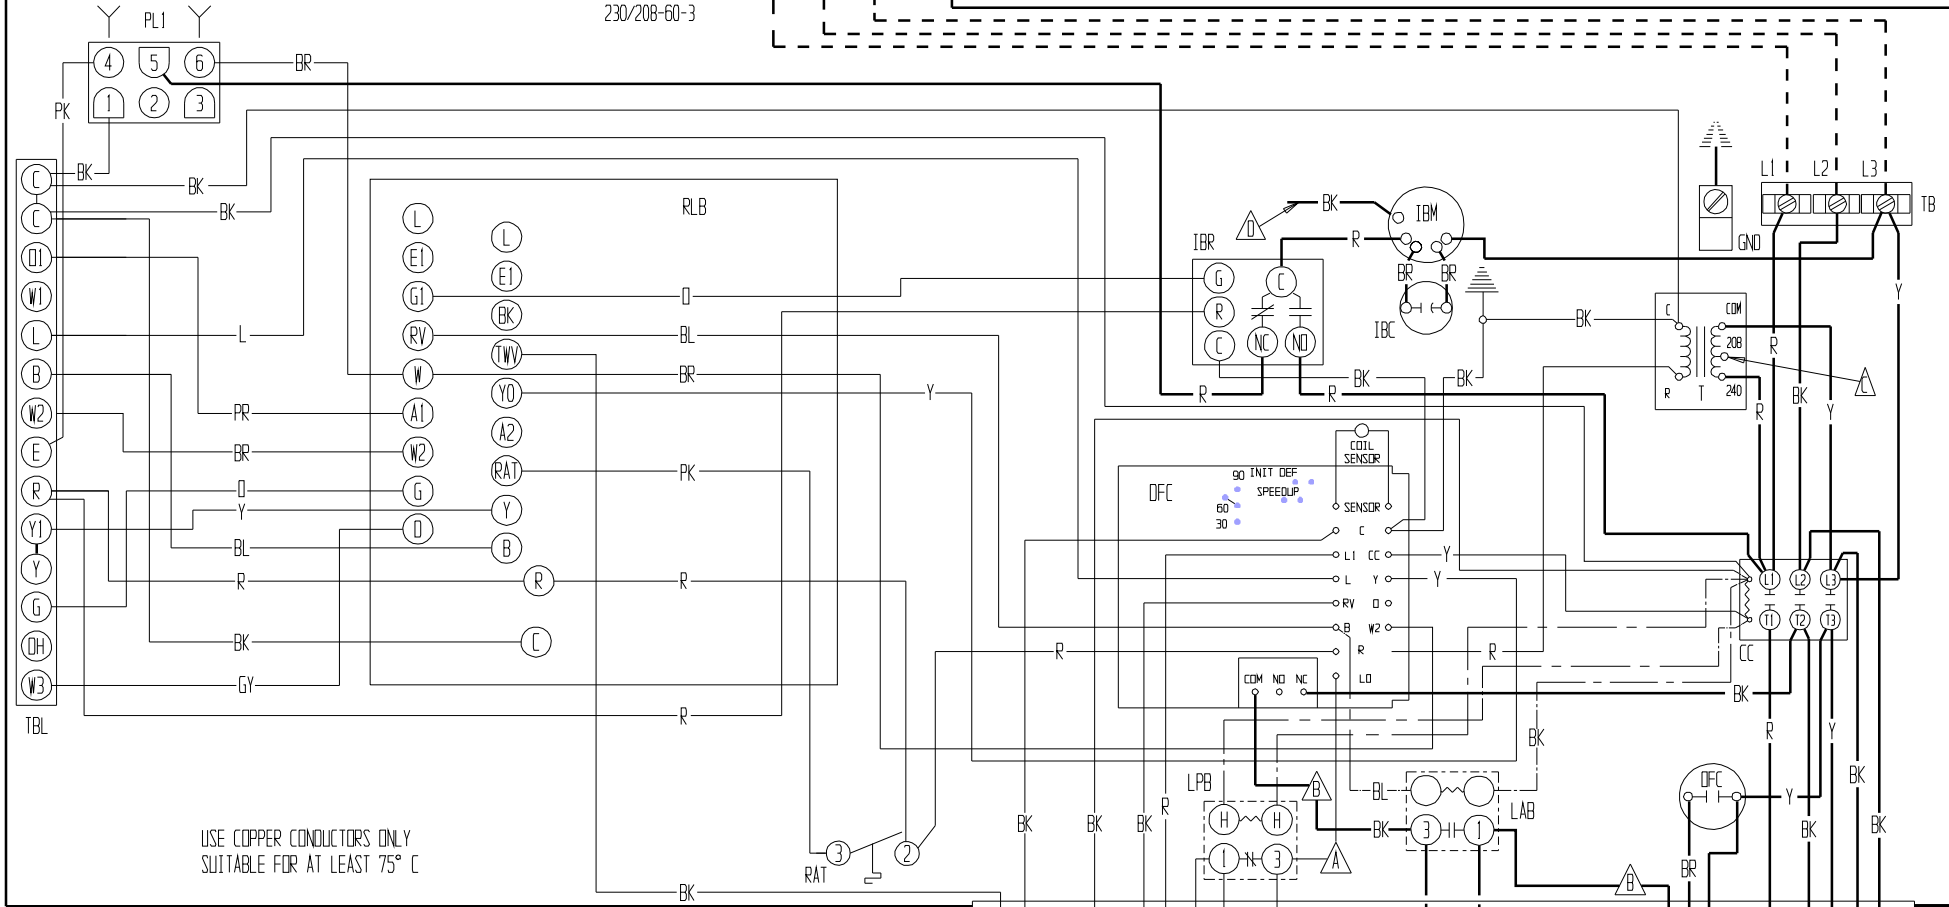 230/208-60-3
PL1
4 5 6
BR
PK
1 2 3
BK
BK
BK
L1 L2 L3
TB
GND
C
C
O1
W1
L
B
W2
E
R
Y1
Y
G
OH
W3
TBL
L
PR
BR
O
Y
BL
R
BK
GY
RLB
L
E1
G1
RV
W
A1
W2
G
O
L
E1
BK
TWV
YO
A2
RAT
Y
B
R
C
O
BL
BR
Y
PK
R
R
BK
D
BK
IBM
IBR
R
BR BR
IBC
G
R
C
C
NC NO
BK
R
R
BK
BK
C COM
208
240
R T
C
R
R
BK
Y
Y
COIL
SENSOR
DFC
90 INIT DEF
SPEEDUP
60
30
SENSOR
C
L1 CC
L Y
RV O
B W2
R
LO
COM NO NC
Y
Y
R
R
BK
L1 L2 L3
T1 T2 T3
CC
R
Y
BK
BK
BK
LPB
H H
1 3
B
A
BL
BK
BK
3 1
LAB
B
OFC
Y
BR
BK
BK
BK
BK
R
RAT
3 2
USE COPPER CONDUCTORS ONLY
SUITABLE FOR AT LEAST 75° C